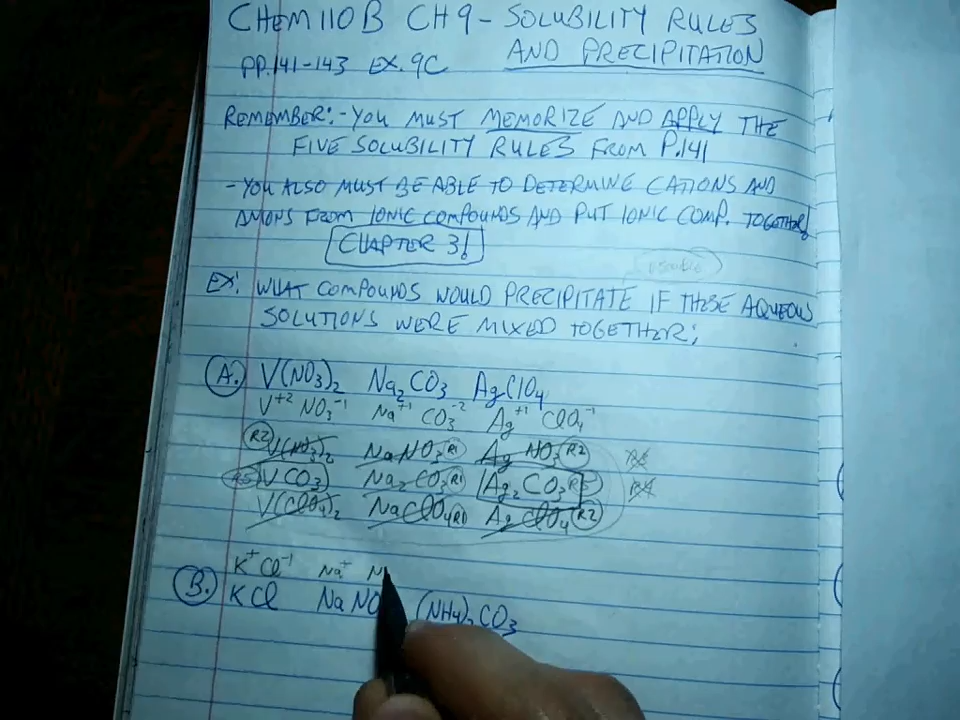 CHEM 110B CH 9 - SOLUBILITY RULES
AND PRECIPITATION
PP. 141-143 EX. 9C
REMEMBER: - YOU MUST MEMORIZE AND APPLY THE
FIVE SOLUBILITY RULES FROM P. 141
- YOU ALSO MUST BE ABLE TO DETERMINE CATIONS AND
ANIONS FROM IONIC COMPOUNDS AND PUT IONIC COMP. TOGETHER!
CHAPTER 3!
EX: WHAT COMPOUNDS WOULD PRECIPITATE IF THESE AQUEOUS
SOLUTIONS WERE MIXED TOGETHER:
A. V(NO3)2 Na2CO3 AgClO4
V+2 NO3-1 Na+1 CO3-2 Ag+1 ClO4-1
R2 V(NO3)2 NaNO3 R1 AgNO3 R2
R5 VCO3 Na2CO3 R1 Ag2CO3
V(ClO4)2 NaClO4 R1 AgClO4 R2
K+ Cl-1 Na+ N
B. KCl NaNO (NH4)2CO3